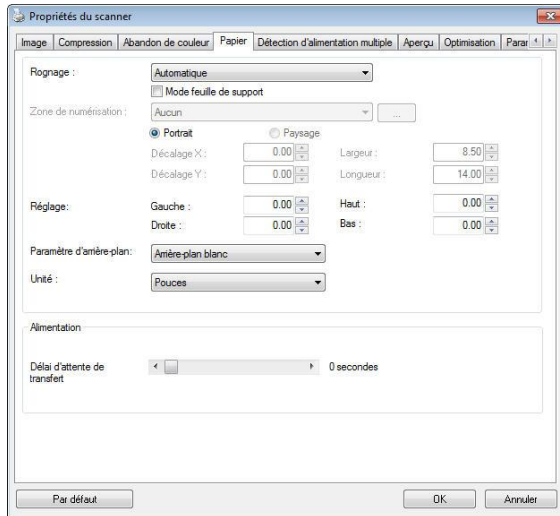 Propriétés du scanner
Image Compression Abandon de couleur Papier Détection d'alimentation multiple Aperçu Optimisation
Rognage : Automatique
Mode feuille de support
Zone de numérisation : Aucun ...
Portrait Paysage
Décalage X : 0.00 Largeur : 8.50
Décalage Y : 0.00 Longueur : 14.00
Réglage: Gauche : 0.00 Haut : 0.00
Droite : 0.00 Bas : 0.00
Paramètre d'arrière-plan: Arrière-plan blanc
Unité : Pouces
Alimentation
Délai d'attente de transfert 0 secondes
Par défaut OK Annuler